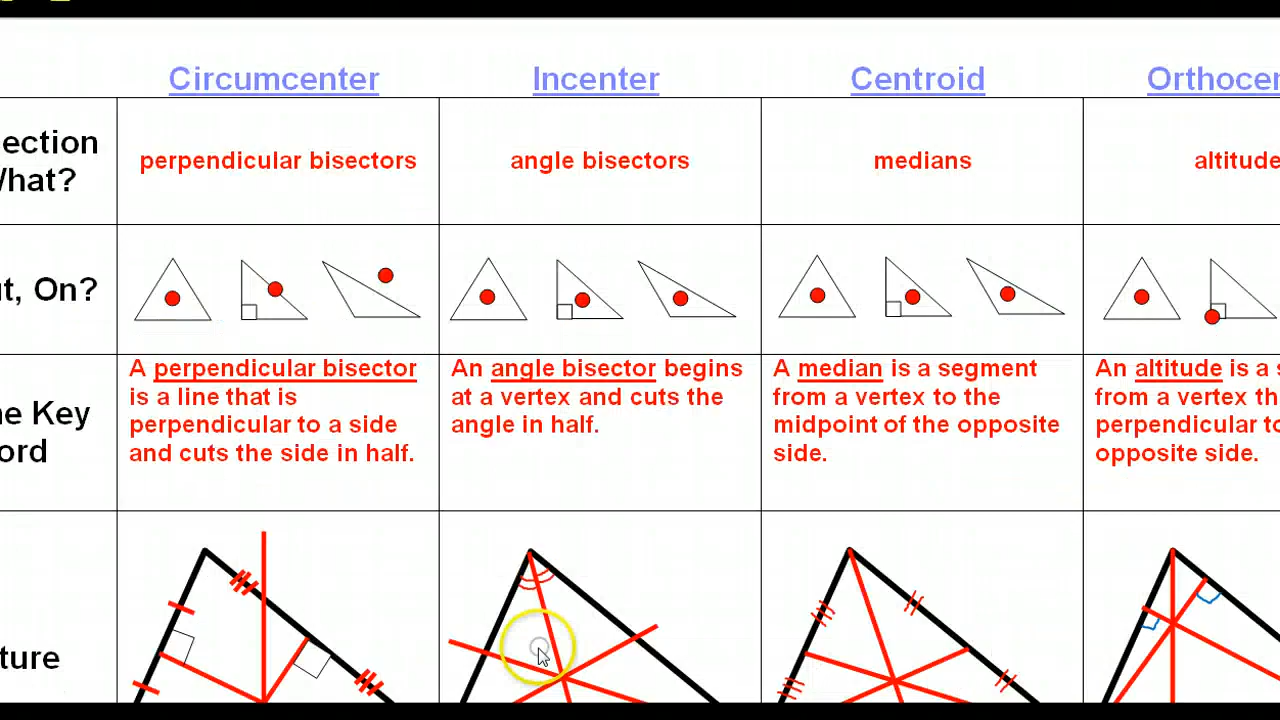 Circumcenter Incenter Centroid Orthocen
ection
What?
perpendicular bisectors angle bisectors medians altitude
t, On?
ne Key
ord
A perpendicular bisector
is a line that is
perpendicular to a side
and cuts the side in half.
An angle bisector begins
at a vertex and cuts the
angle in half.
A median is a segment
from a vertex to the
midpoint of the opposite
side.
An altitude is a s
from a vertex th
perpendicular to
opposite side.
ture